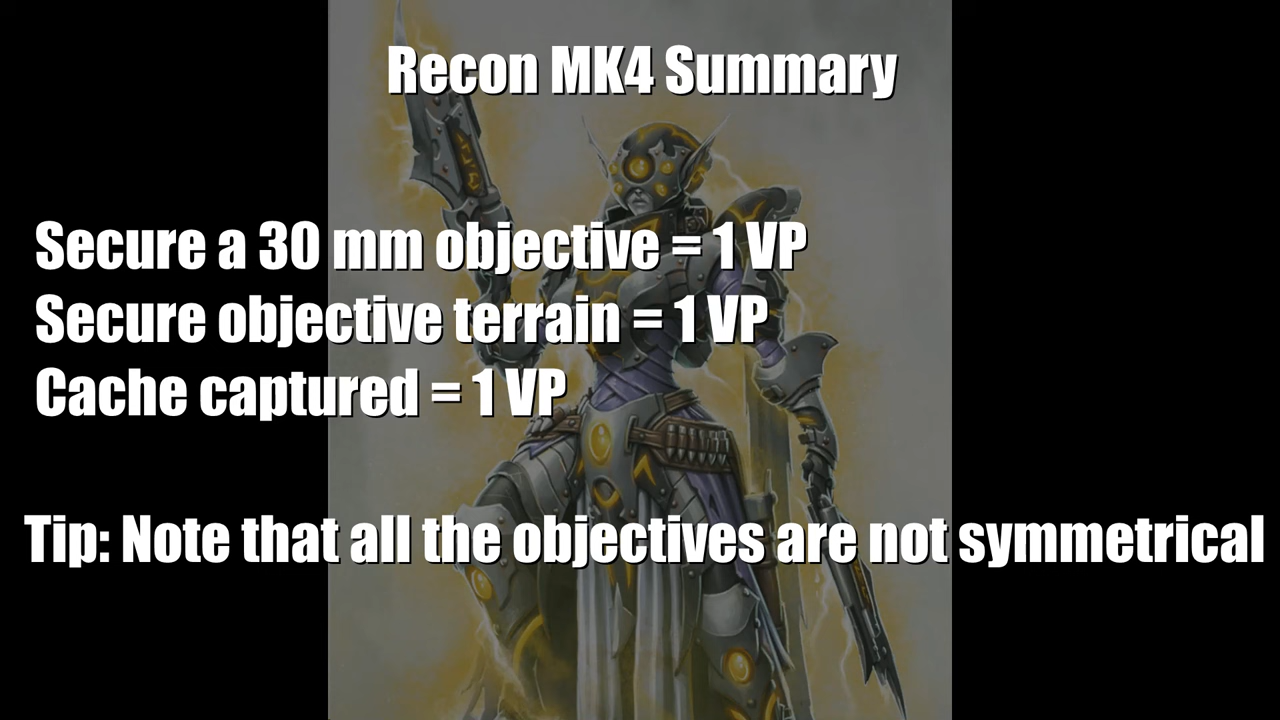 Recon MK4 Summary
Secure a 30 mm objective = 1 VP
Secure objective terrain = 1 VP
Cache captured = 1 VP
Tip: Note that all the objectives are not symmetrical